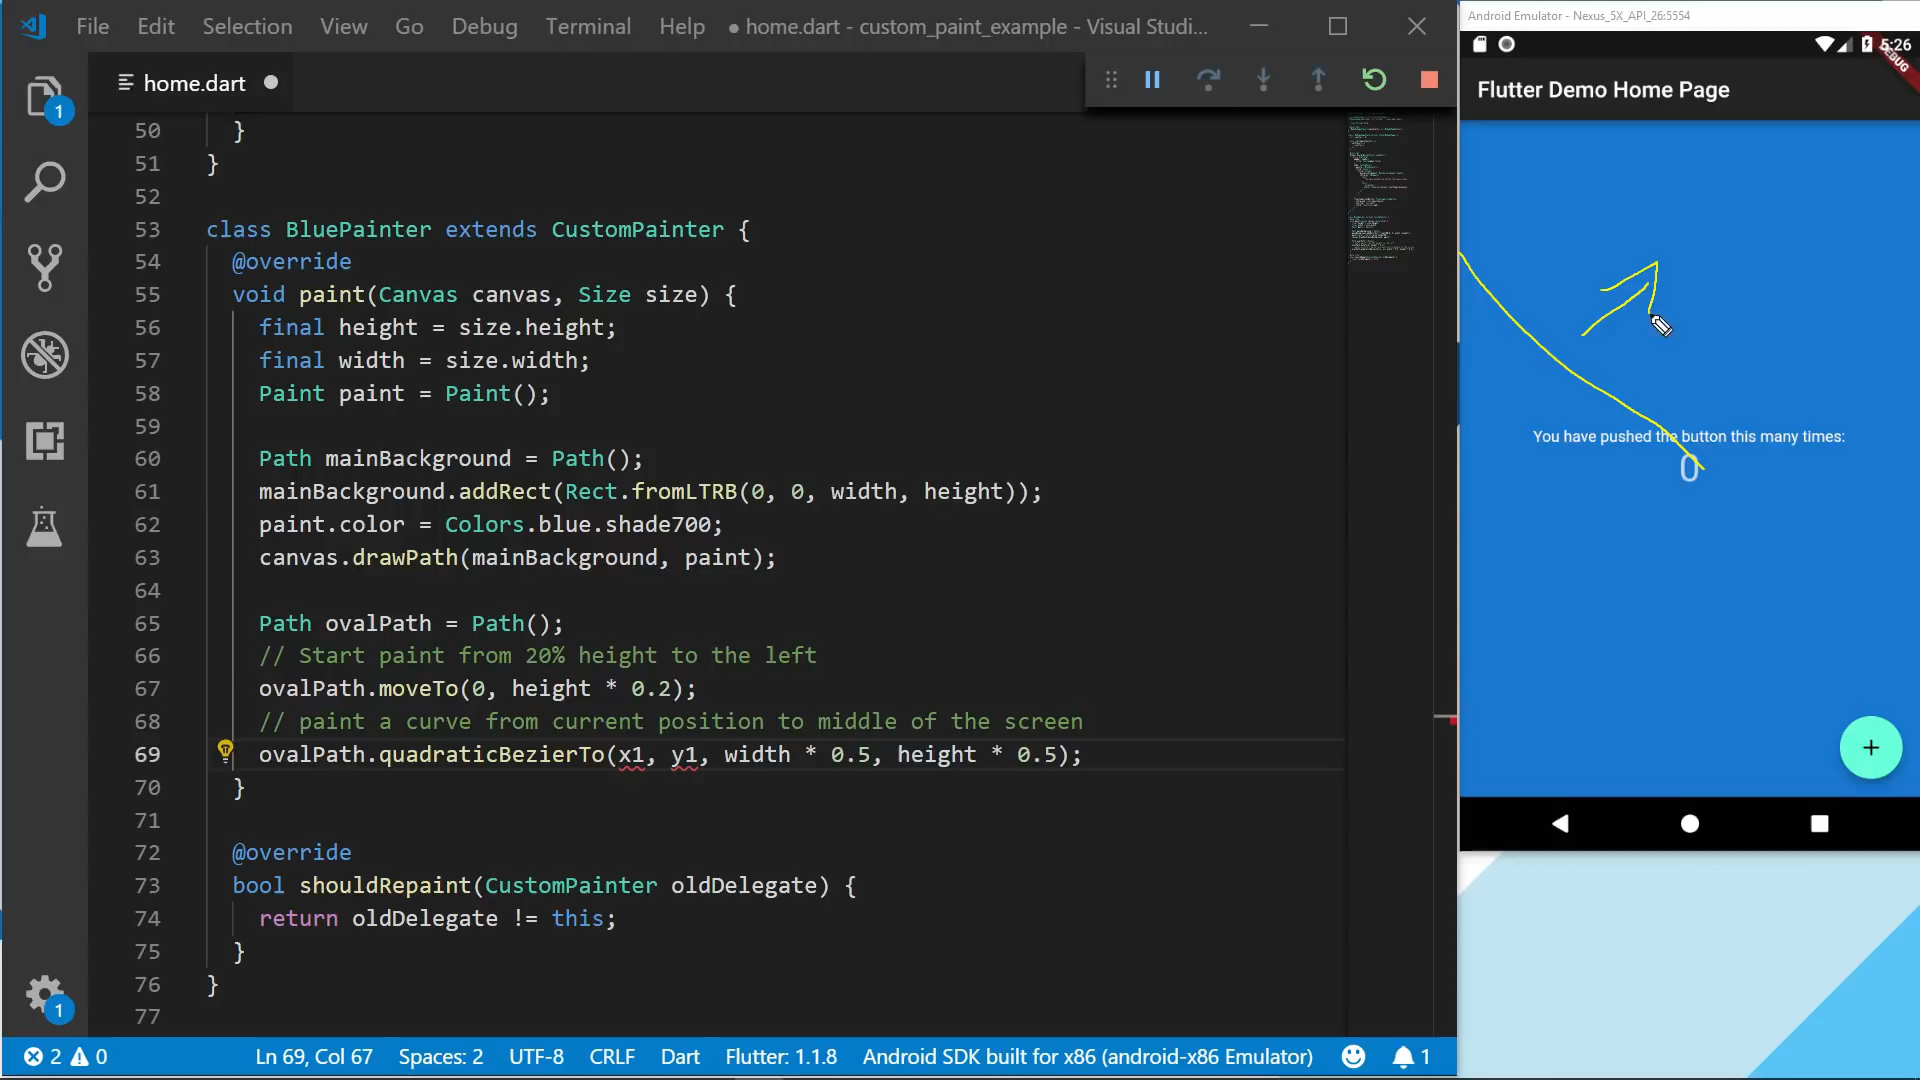 File Edit Selection View Go Debug Terminal Help ● home.dart - custom_paint_example - Visual Studi...
home.dart
1
50 }
51 }
52
53 class BluePainter extends CustomPainter {
54 @override
55 void paint(Canvas canvas, Size size) {
56 final height = size.height;
57 final width = size.width;
58 Paint paint = Paint();
59
60 Path mainBackground = Path();
61 mainBackground.addRect(Rect.fromLTRB(0, 0, width, height));
62 paint.color = Colors.blue.shade700;
63 canvas.drawPath(mainBackground, paint);
64
65 Path ovalPath = Path();
66 // Start paint from 20% height to the left
67 ovalPath.moveTo(0, height * 0.2);
68 // paint a curve from current position to middle of the screen
69 ovalPath.quadraticBezierTo(x1, y1, width * 0.5, height * 0.5);
70 }
71
72 @override
73 bool shouldRepaint(CustomPainter oldDelegate) {
74 return oldDelegate != this;
75 }
76 }
77
1
2 0 Ln 69, Col 67 Spaces: 2 UTF-8 CRLF Dart Flutter: 1.1.8 Android SDK built for x86 (android-x86 Emulator) 1
Android Emulator - Nexus_5X_API_26:5554
5:26
Flutter Demo Home Page
You have pushed the button this many times:
0
+